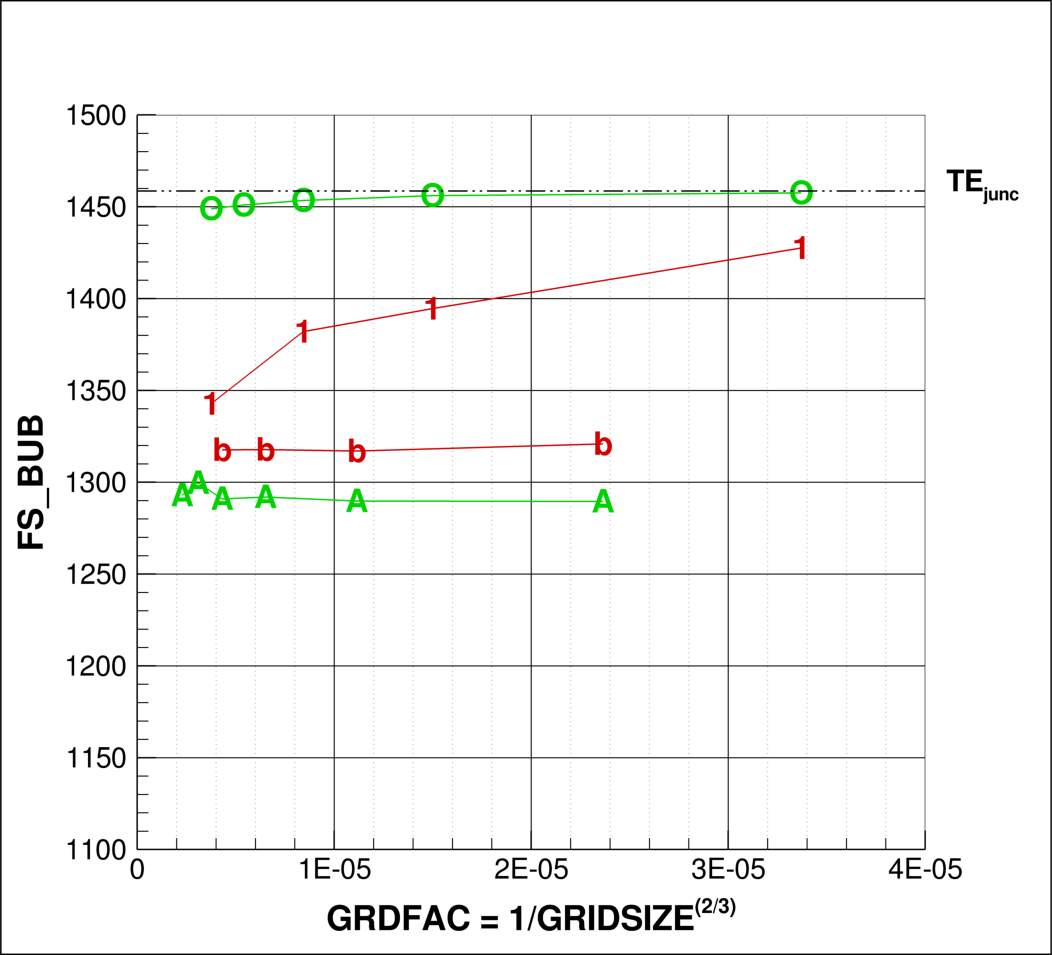 1500
1450
1400
1350
1300
1250
1200
1150
1100
FS_BUB
TEjunc
O O O O O
1 1 1 1
b b b b
A A A A A A
0 1E-05 2E-05 3E-05 4E-05
GRDFAC = 1/GRIDSIZE(2/3)